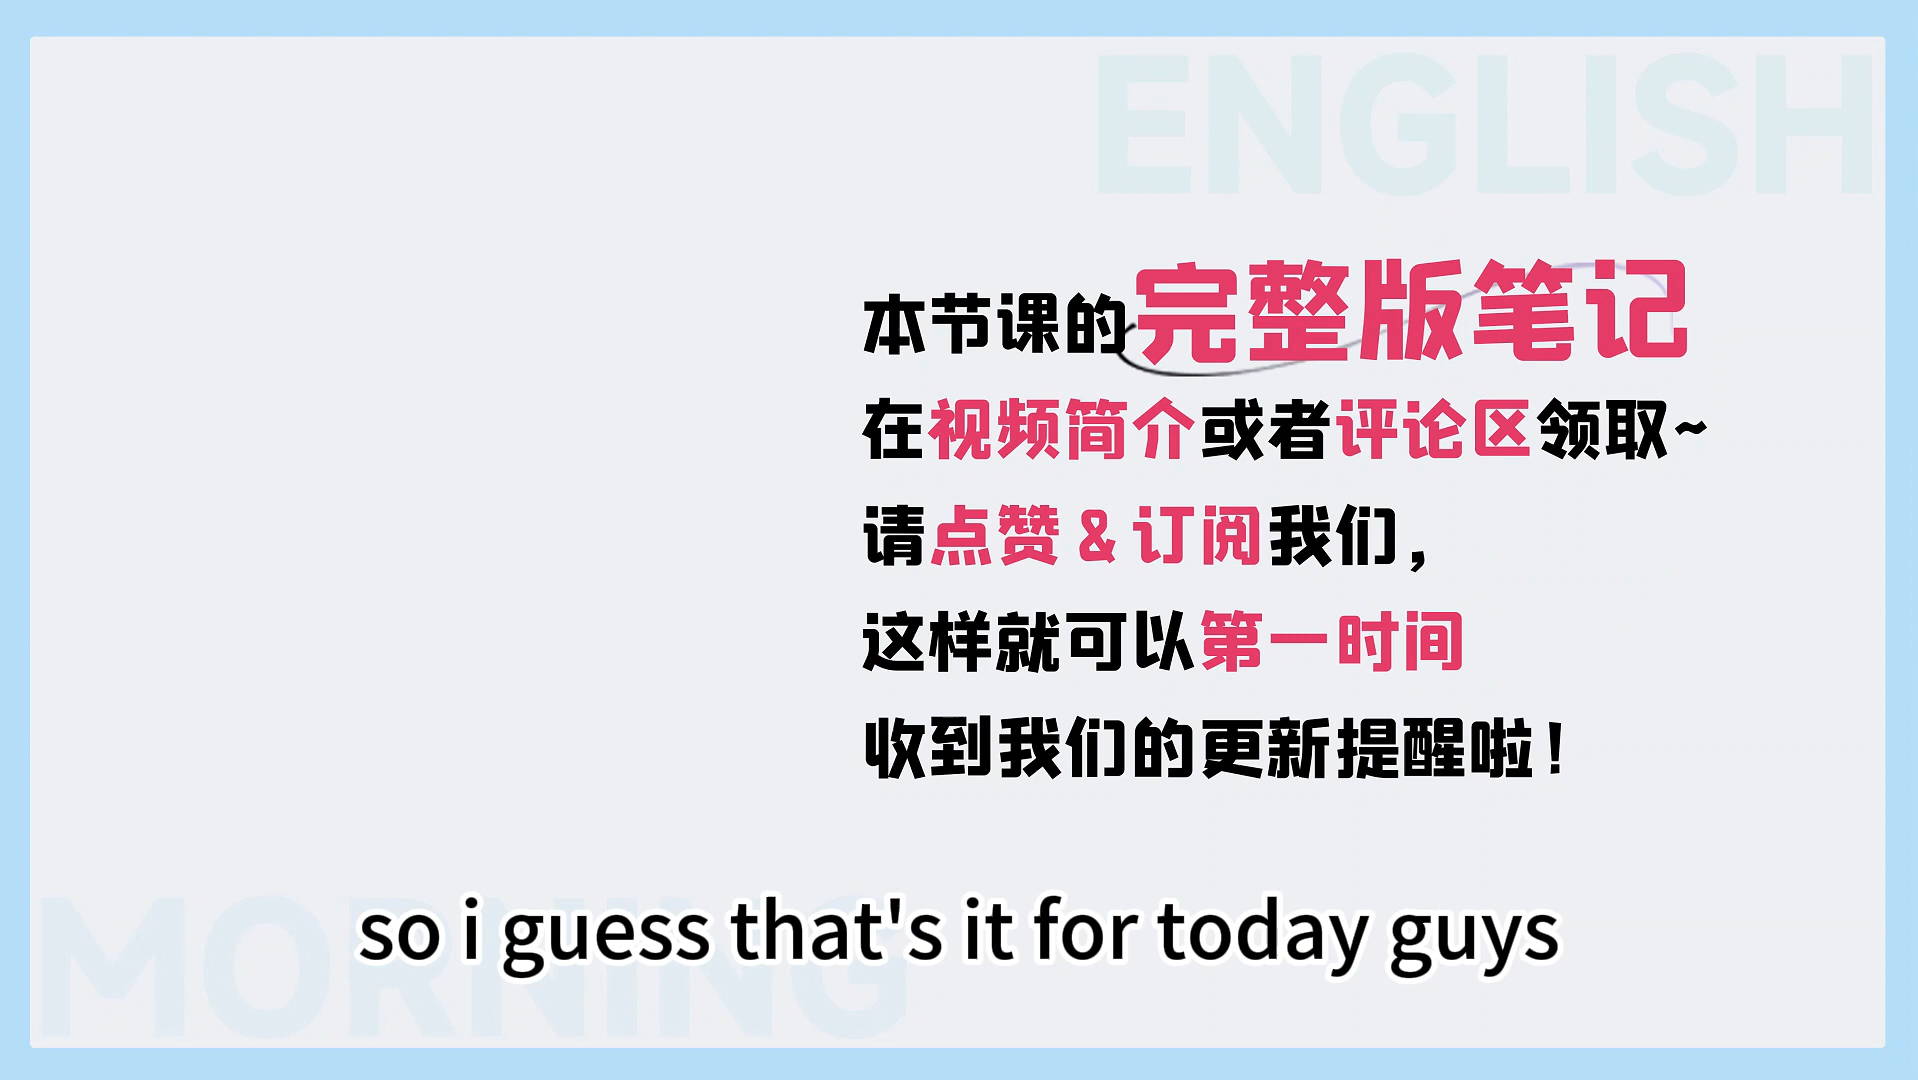 ENGLISH
本节课的完整版笔记
在视频简介或者评论区领取~
请点赞&订阅我们，
这样就可以第一时间
收到我们的更新提醒啦！
MORNING
so i guess that's it for today guys